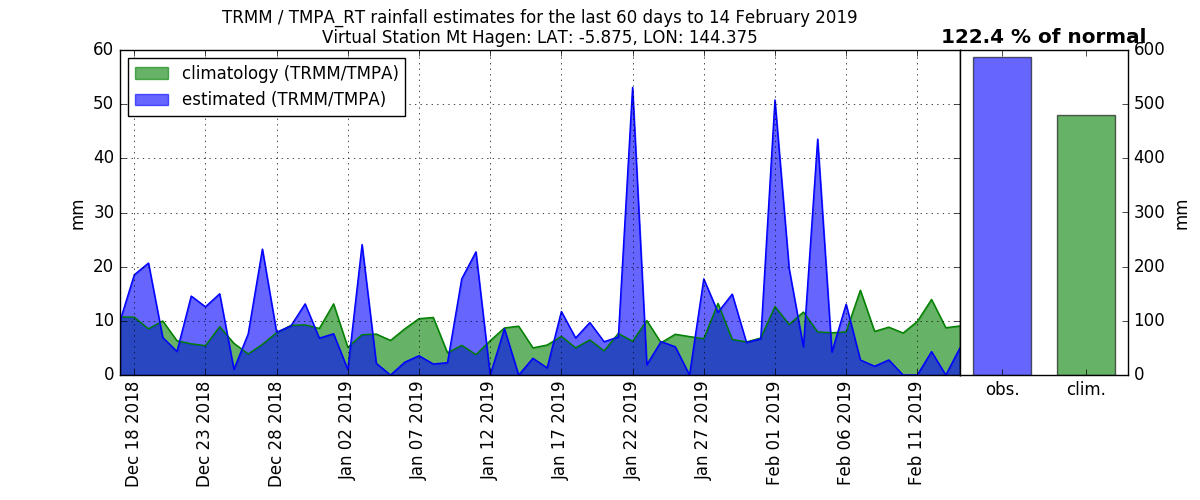 TRMM / TMPA_RT rainfall estimates for the last 60 days to 14 February 2019
Virtual Station Mt Hagen: LAT: -5.875, LON: 144.375
122.4 % of normal
climatology (TRMM/TMPA)
estimated (TRMM/TMPA)
60
50
40
30
20
10
0
mm
600
500
400
300
200
100
0
mm
Dec 18 2018
Dec 23 2018
Dec 28 2018
Jan 02 2019
Jan 07 2019
Jan 12 2019
Jan 17 2019
Jan 22 2019
Jan 27 2019
Feb 01 2019
Feb 06 2019
Feb 11 2019
obs.
clim.